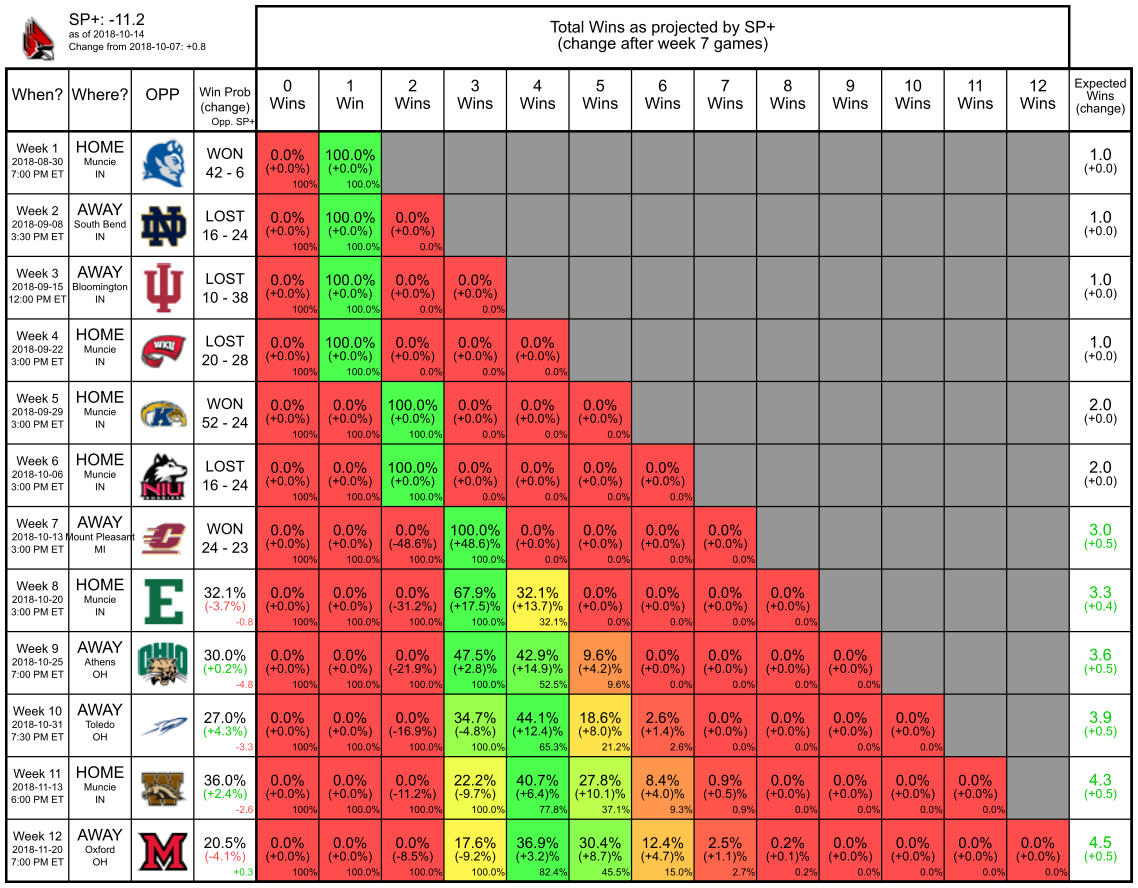 SP+: -11.2
as of 2018-10-14
Change from 2018-10-07: +0.8
Total Wins as projected by SP+
(change after week 7 games)
When? Where? OPP Win Prob (change) Opp. SP+ 0 Wins 1 Win 2 Wins 3 Wins 4 Wins 5 Wins 6 Wins 7 Wins 8 Wins 9 Wins 10 Wins 11 Wins 12 Wins Expected Wins (change)
Week 1 HOME WON 0.0% 100.0% 1.0
2018-08-30 Muncie 42 - 6 (+0.0%) (+0.0%) (+0.0)
7:00 PM ET IN 100% 100.0%
Week 2 AWAY LOST 0.0% 100.0% 0.0% 1.0
2018-09-08 South Bend ND 16 - 24 (+0.0%) (+0.0%) (+0.0%) (+0.0)
3:30 PM ET IN 100% 100.0% 0.0%
Week 3 AWAY LOST 0.0% 100.0% 0.0% 0.0% 1.0
2018-09-15 Bloomington 10 - 38 (+0.0%) (+0.0%) (+0.0%) (+0.0%) (+0.0)
12:00 PM ET IN 100% 100.0% 0.0% 0.0%
Week 4 HOME LOST 0.0% 100.0% 0.0% 0.0% 0.0% 1.0
2018-09-22 Muncie WKU 20 - 28 (+0.0%) (+0.0%) (+0.0%) (+0.0%) (+0.0%) (+0.0)
3:00 PM ET IN 100% 100.0% 0.0% 0.0% 0.0%
Week 5 HOME WON 0.0% 0.0% 100.0% 0.0% 0.0% 0.0% 2.0
2018-09-29 Muncie K 52 - 24 (+0.0%) (+0.0%) (+0.0%) (+0.0%) (+0.0%) (+0.0%) (+0.0)
3:00 PM ET IN 100% 100.0% 100.0% 0.0% 0.0% 0.0%
Week 6 HOME LOST 0.0% 0.0% 100.0% 0.0% 0.0% 0.0% 0.0% 2.0
2018-10-06 Muncie NIU 16 - 24 (+0.0%) (+0.0%) (+0.0%) (+0.0%) (+0.0%) (+0.0%) (+0.0%) (+0.0)
3:00 PM ET IN 100% 100.0% 100.0% 0.0% 0.0% 0.0% 0.0%
Week 7 AWAY WON 0.0% 0.0% 0.0% 100.0% 0.0% 0.0% 0.0% 0.0% 3.0
2018-10-13 Mount Pleasant C 24 - 23 (+0.0%) (+0.0%) (-48.6%) (+48.6)% (+0.0%) (+0.0%) (+0.0%) (+0.0%) (+0.5)
3:00 PM ET MI 100% 100.0% 100.0% 100.0% 0.0% 0.0% 0.0% 0.0%
Week 8 HOME 32.1% 0.0% 0.0% 0.0% 67.9% 32.1% 0.0% 0.0% 0.0% 0.0% 3.3
2018-10-20 Muncie E (-3.7%) (+0.0%) (+0.0%) (-31.2%) (+17.5)% (+13.7)% (+0.0%) (+0.0%) (+0.0%) (+0.0%) (+0.4)
3:00 PM ET IN -0.8 100% 100.0% 100.0% 100.0% 32.1% 0.0% 0.0% 0.0% 0.0%
Week 9 AWAY 30.0% 0.0% 0.0% 0.0% 47.5% 42.9% 9.6% 0.0% 0.0% 0.0% 0.0% 3.6
2018-10-25 Athens OHIO (+0.2%) (+0.0%) (+0.0%) (-21.9%) (+2.8)% (+14.9)% (+4.2)% (+0.0%) (+0.0%) (+0.0%) (+0.0%) (+0.5)
7:00 PM ET OH -4.8 100% 100.0% 100.0% 100.0% 52.5% 9.6% 0.0% 0.0% 0.0% 0.0%
Week 10 AWAY 27.0% 0.0% 0.0% 0.0% 34.7% 44.1% 18.6% 2.6% 0.0% 0.0% 0.0% 0.0% 3.9
2018-10-31 Toledo (+4.3%) (+0.0%) (+0.0%) (-16.9%) (-4.8%) (+12.4)% (+8.0)% (+1.4)% (+0.0%) (+0.0%) (+0.0%) (+0.0%) (+0.5)
7:30 PM ET OH -3.3 100% 100.0% 100.0% 100.0% 65.3% 21.2% 2.6% 0.0% 0.0% 0.0% 0.0%
Week 11 HOME 36.0% 0.0% 0.0% 0.0% 22.2% 40.7% 27.8% 8.4% 0.9% 0.0% 0.0% 0.0% 0.0% 4.3
2018-11-13 Muncie W (+2.4%) (+0.0%) (+0.0%) (-11.2%) (-9.7%) (+6.4)% (+10.1)% (+4.0)% (+0.5)% (+0.0%) (+0.0%) (+0.0%) (+0.0%) (+0.5)
6:00 PM ET IN -2.6 100% 100.0% 100.0% 100.0% 77.8% 37.1% 9.3% 0.9% 0.0% 0.0% 0.0% 0.0%
Week 12 AWAY 20.5% 0.0% 0.0% 0.0% 17.6% 36.9% 30.4% 12.4% 2.5% 0.2% 0.0% 0.0% 0.0% 0.0% 4.5
2018-11-20 Oxford M (-4.1%) (+0.0%) (+0.0%) (-8.5%) (-9.2%) (+3.2)% (+8.7)% (+4.7)% (+1.1)% (+0.1)% (+0.0%) (+0.0%) (+0.0%) (+0.0%) (+0.5)
7:00 PM ET OH +0.3 100% 100.0% 100.0% 100.0% 82.4% 45.5% 15.0% 2.7% 0.2% 0.0% 0.0% 0.0% 0.0%